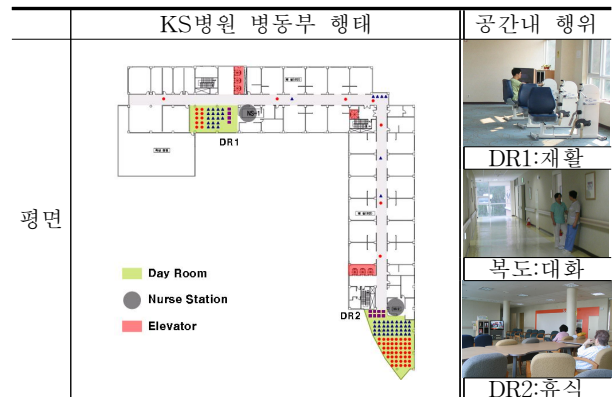 KS병원 병동부 행태
공간내 행위
평면
DR1
DR2
Day Room
Nurse Station
Elevator
DR1:재활
복도:대화
DR2:휴식